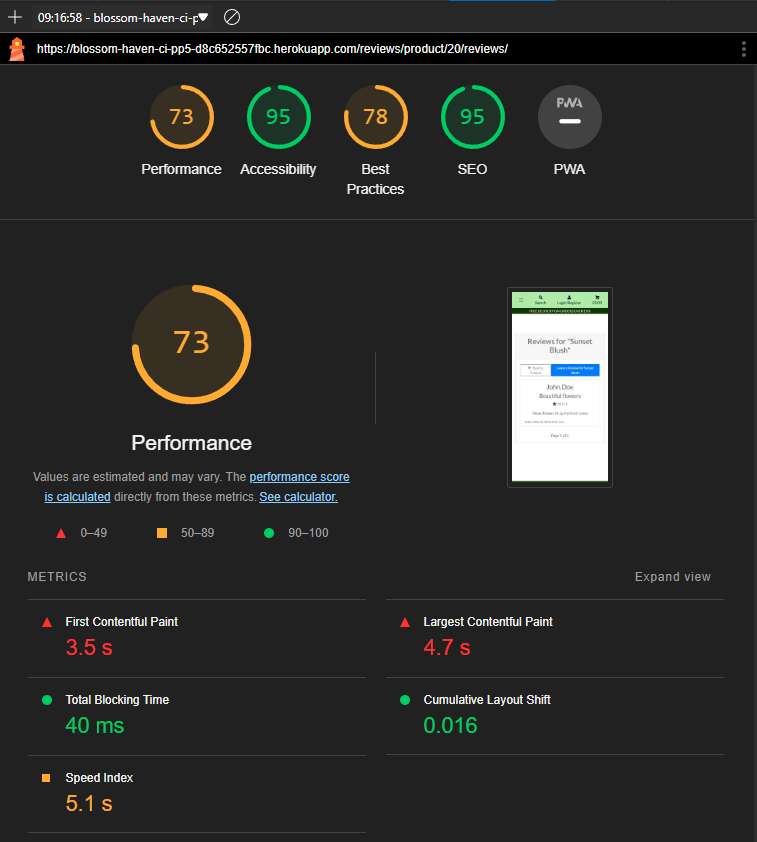 09:16:58 - blossom-haven-ci-p
https://blossom-haven-ci-pp5-d8c652557fbc.herokuapp.com/reviews/product/20/reviews/
73 95 78 95 PWA
Performance Accessibility Best Practices SEO PWA
73
Performance
Values are estimated and may vary. The performance score
is calculated directly from these metrics. See calculator.
0–49 50–89 90–100
Search Login/Register
Reviews for "Sunset
Blush"
John Doe
Beautiful flowers
Page 1 of 1
METRICS Expand view
First Contentful Paint
3.5 s
Largest Contentful Paint
4.7 s
Total Blocking Time
40 ms
Cumulative Layout Shift
0.016
Speed Index
5.1 s